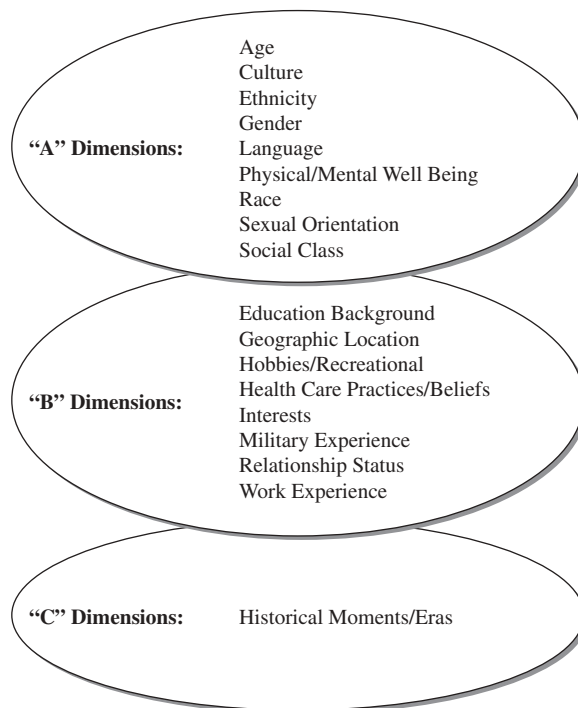 Age
Culture
Ethnicity
Gender
“A” Dimensions: Language
Physical/Mental Well Being
Race
Sexual Orientation
Social Class
Education Background
Geographic Location
Hobbies/Recreational
“B” Dimensions: Health Care Practices/Beliefs
Interests
Military Experience
Relationship Status
Work Experience
“C” Dimensions: Historical Moments/Eras